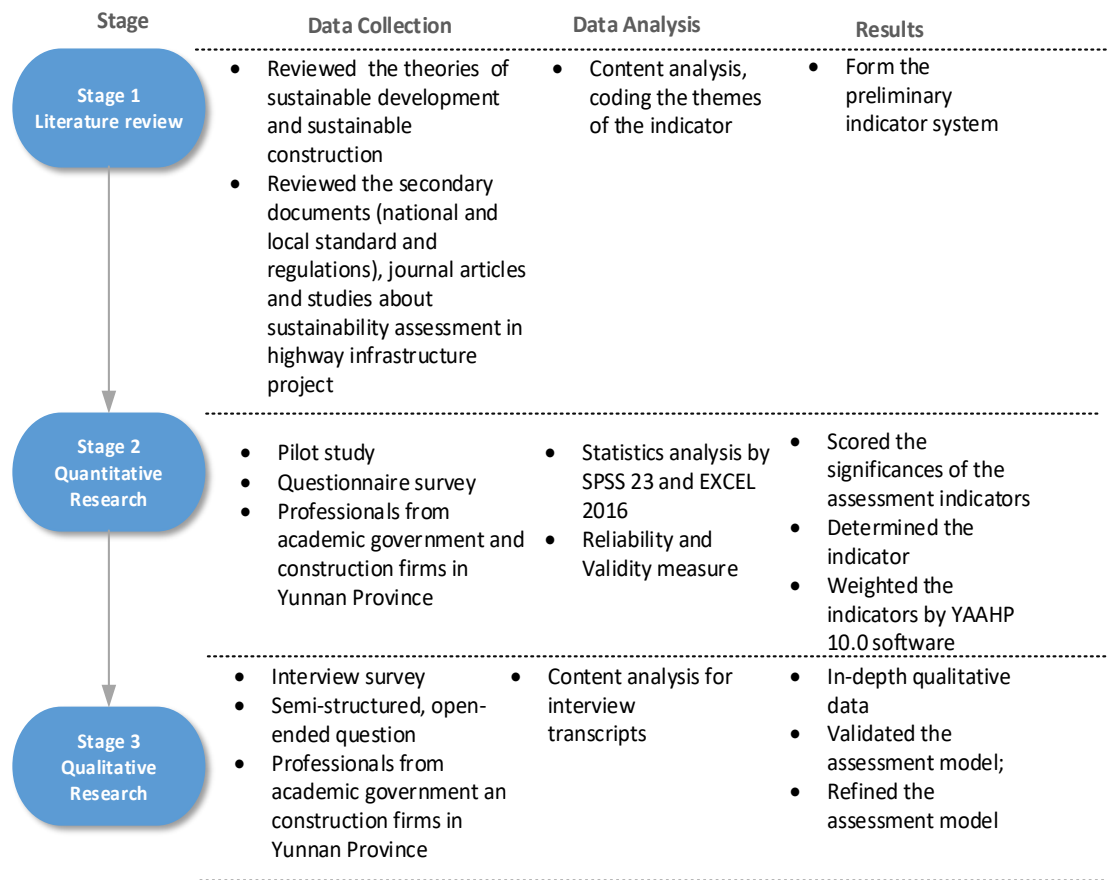 Stage
Data Collection
Data Analysis
Results
Stage 1
Literature review
• Reviewed the theories of
sustainable development
and sustainable
construction
• Reviewed the secondary
documents (national and
local standard and
regulations), journal articles
and studies about
sustainability assessment in
highway infrastructure
project
• Content analysis,
coding the themes
of the indicator
• Form the
preliminary
indicator system
Stage 2
Quantitative
Research
• Pilot study
• Questionnaire survey
• Professionals from
academic government and
construction firms in
Yunnan Province
• Statistics analysis by
SPSS 23 and EXCEL
2016
• Reliability and
Validity measure
• Scored the
significances of the
assessment indicators
• Determined the
indicator
• Weighted the
indicators by YAAHP
10.0 software
Stage 3
Qualitative
Research
• Interview survey
• Semi-structured, open-
ended question
• Professionals from
academic government an
construction firms in
Yunnan Province
• Content analysis for
interview
transcripts
• In-depth qualitative
data
• Validated the
assessment model;
• Refined the
assessment model